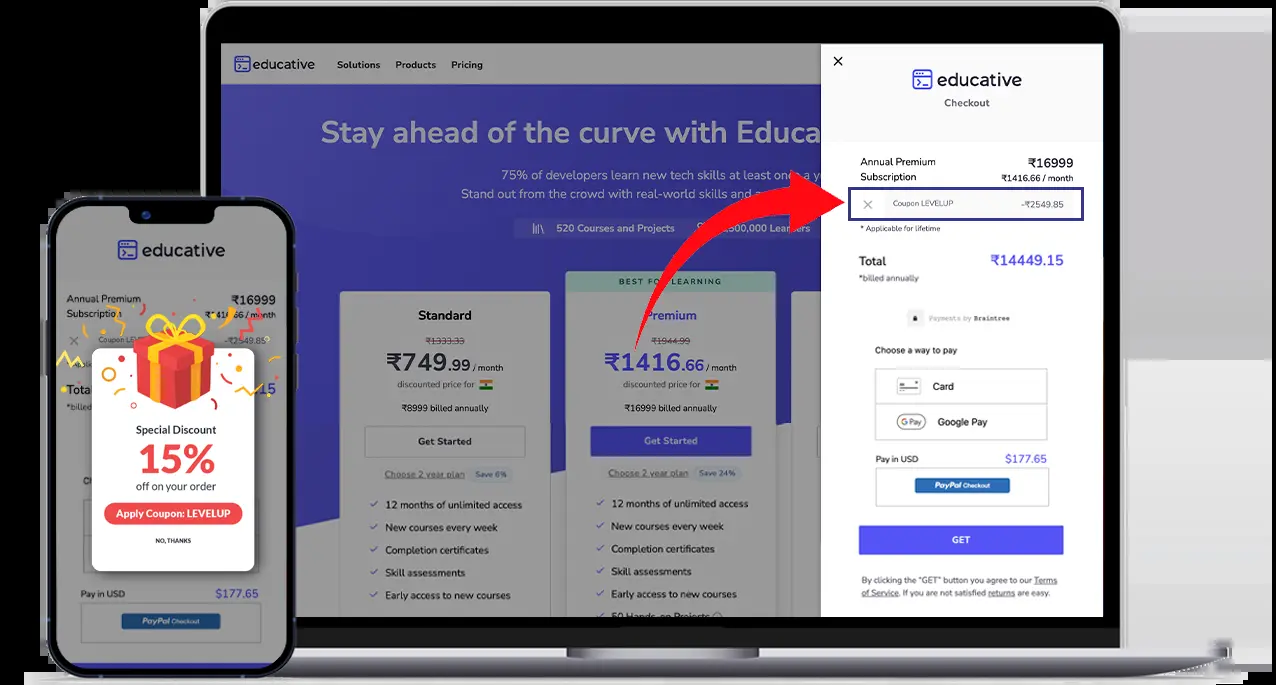 educative
Solutions Products Pricing
Stay ahead of the curve with Educa
75% of developers learn new tech skills at least once a y
Stand out from the crowd with real-world skills and
520 Courses and Projects
500,000 Learners
Standard
₹1333.33
₹749.99 / month
discounted price for
₹8999 billed annually
Get Started
Choose 2 year plan Save 6%
12 months of unlimited access
New courses every week
Completion certificates
Skill assessments
Early access to new courses
BEST FOR LEARNING
Premium
₹1944.99
₹1416.66 / month
discounted price for
₹16999 billed annually
Get Started
Choose 2 year plan Save 24%
12 months of unlimited access
New courses every week
Completion certificates
Skill assessments
Early access to new courses
50 Hands-on Projects
educative
Checkout
Annual Premium ₹16999
Subscription ₹1416.66 / month
Coupon LEVELUP -₹2549.85
* Applicable for lifetime
Total ₹14449.15
*billed annually
Payments by Braintree
Choose a way to pay
Card
G Pay Google Pay
Pay in USD $177.65
PayPal Checkout
GET
By clicking the "GET" button you agree to our Terms
of Service. If you are not satisfied returns are easy.
educative
Annual Premium ₹16999
Subscription ₹1416.66 / month
Coupon -₹2549.85
Total 15
*billed
Special Discount
15%
off on your order
Apply Coupon: LEVELUP
NO, THANKS
Pay in USD $177.65
PayPal Checkout